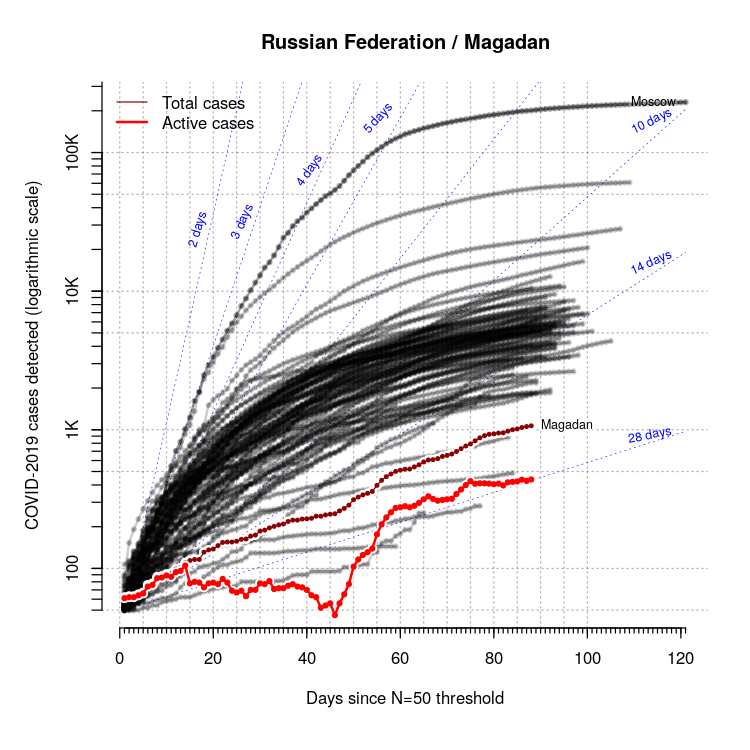 Russian Federation / Magadan
Total cases
Active cases
Moscow
2 days
3 days
4 days
5 days
10 days
14 days
28 days
Magadan
COVID-2019 cases detected (logarithmic scale)
100K
10K
1K
100
0 20 40 60 80 100 120
Days since N=50 threshold